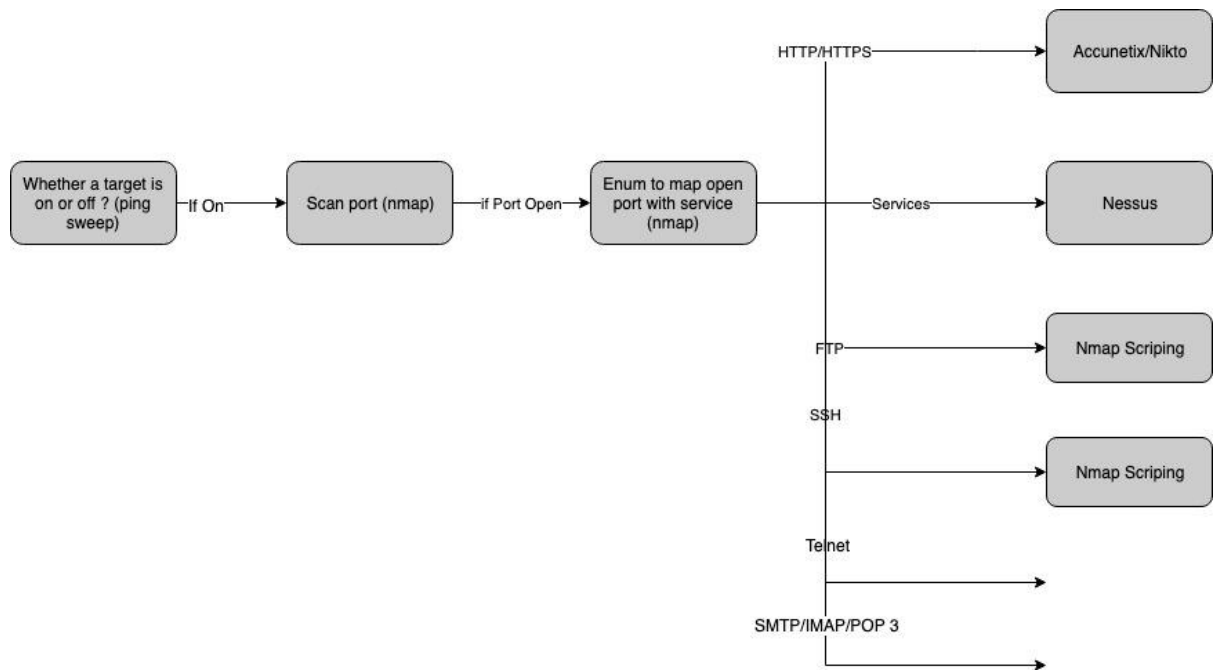 HTTP/HTTPS
Accunetix/Nikto
Whether a target is
on or off ? (ping
sweep)
If On
Scan port (nmap)
if Port Open
Enum to map open
port with service
(nmap)
Services
Nessus
FTP
Nmap Scriping
SSH
Nmap Scriping
Telnet
SMTP/IMAP/POP 3